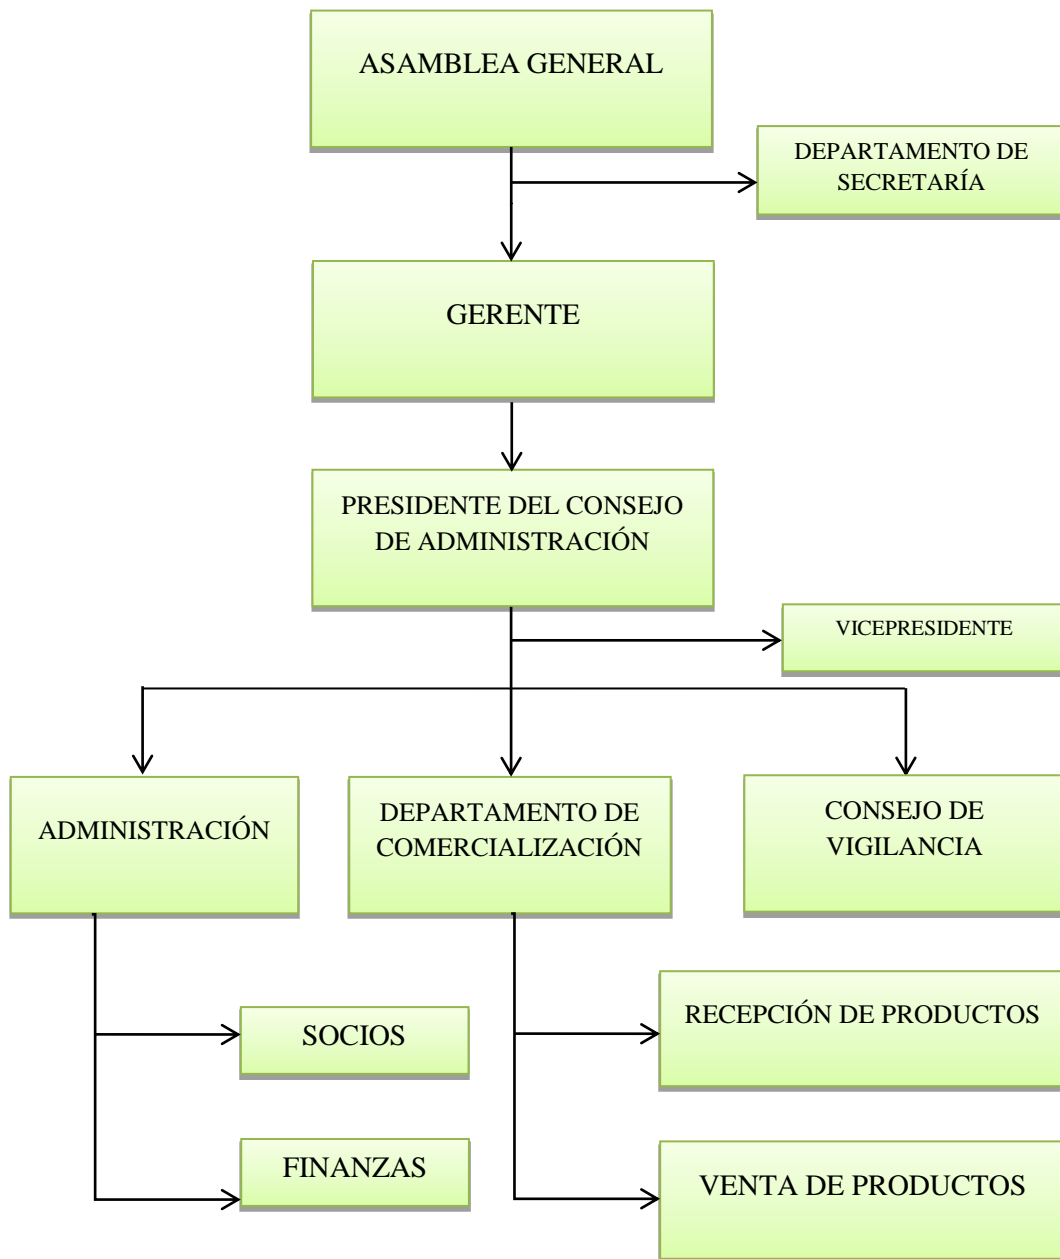 ASAMBLEA GENERAL
DEPARTAMENTO DE
SECRETARÍA
GERENTE
PRESIDENTE DEL CONSEJO
DE ADMINISTRACIÓN
VICEPRESIDENTE
ADMINISTRACIÓN
DEPARTAMENTO DE
COMERCIALIZACIÓN
CONSEJO DE
VIGILANCIA
SOCIOS
RECEPCIÓN DE PRODUCTOS
FINANZAS
VENTA DE PRODUCTOS